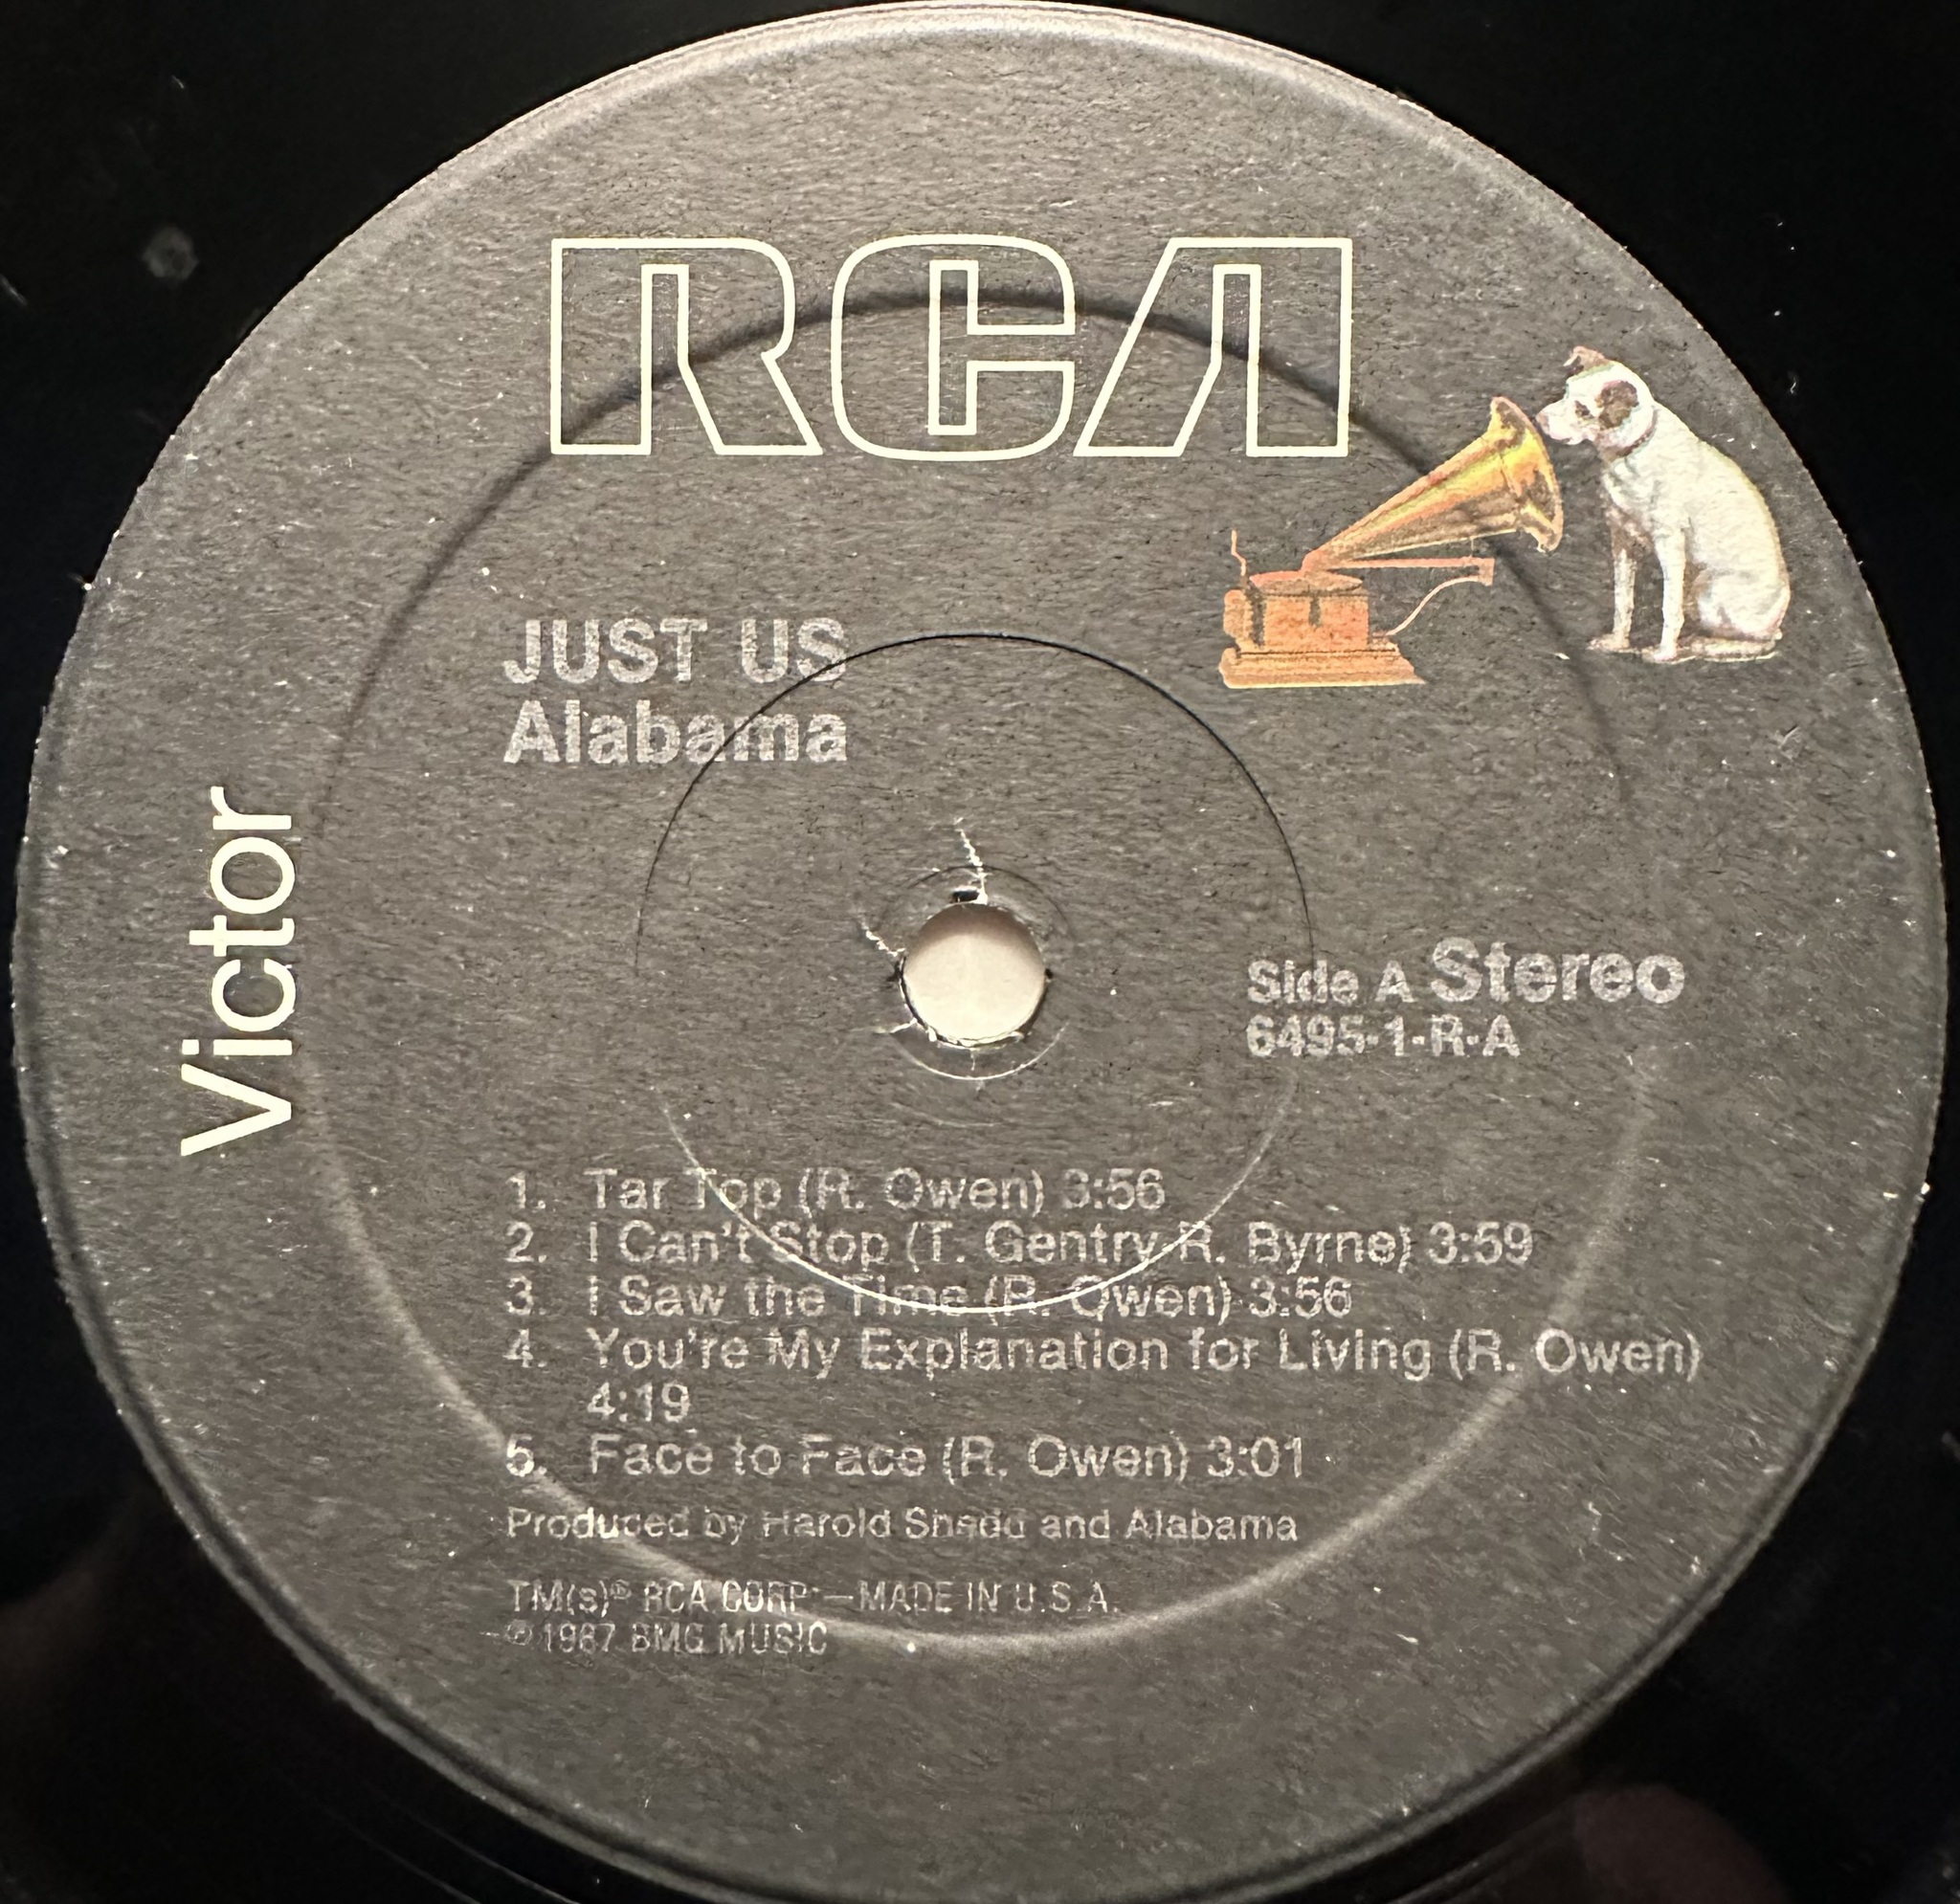 RCA
JUST US
Alabama
Victor
Side A Stereo
6495-1-R-A
1. Tar Top (R. Owen) 3:56
2. I Can't Stop (T. Gentry-R. Byrne) 3:59
3. I Saw the Time (R. Owen) 3:56
4. You're My Explanation for Living (R. Owen)
4:19
5. Face to Face (R. Owen) 3:01
Produced by Harold Shedd and Alabama
TM(s)® RCA CORP.—MADE IN U.S.A.
℗ 1987 BMG MUSIC